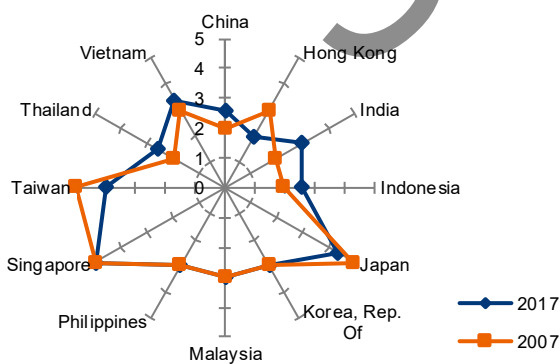 China
5
Vietnam
Hong Kong
4
3
Thailand
India
2
1
Taiwan
0
Indonesia
Singapore
Japan
Philippines
Korea, Rep.
Of
Malaysia
2017
2007